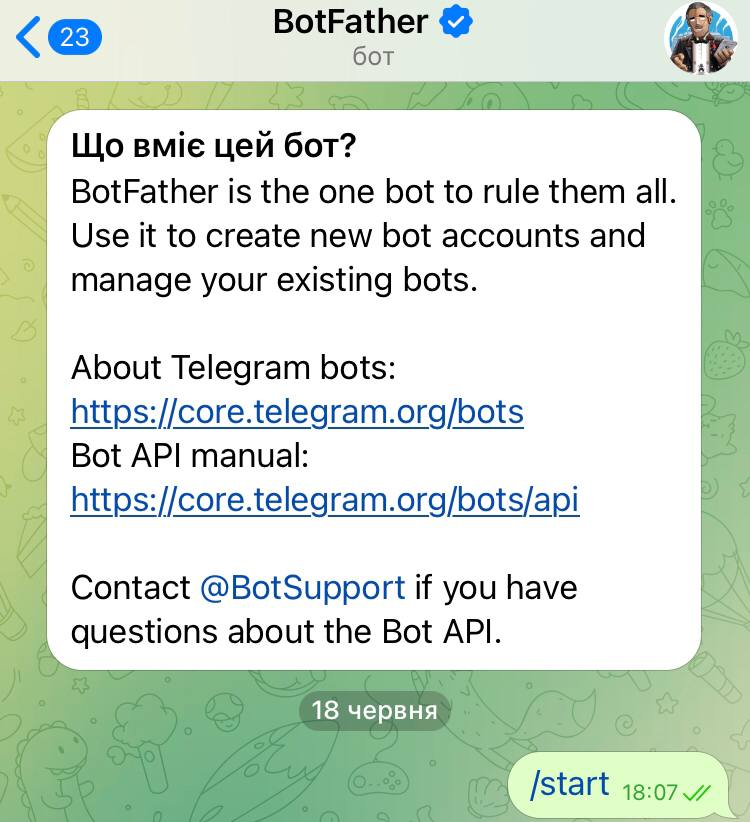 23
BotFather
бот
Що вміє цей бот?
BotFather is the one bot to rule them all.
Use it to create new bot accounts and
manage your existing bots.
About Telegram bots:
https://core.telegram.org/bots
Bot API manual:
https://core.telegram.org/bots/api
Contact @BotSupport if you have
questions about the Bot API.
18 червня
/start 18:07